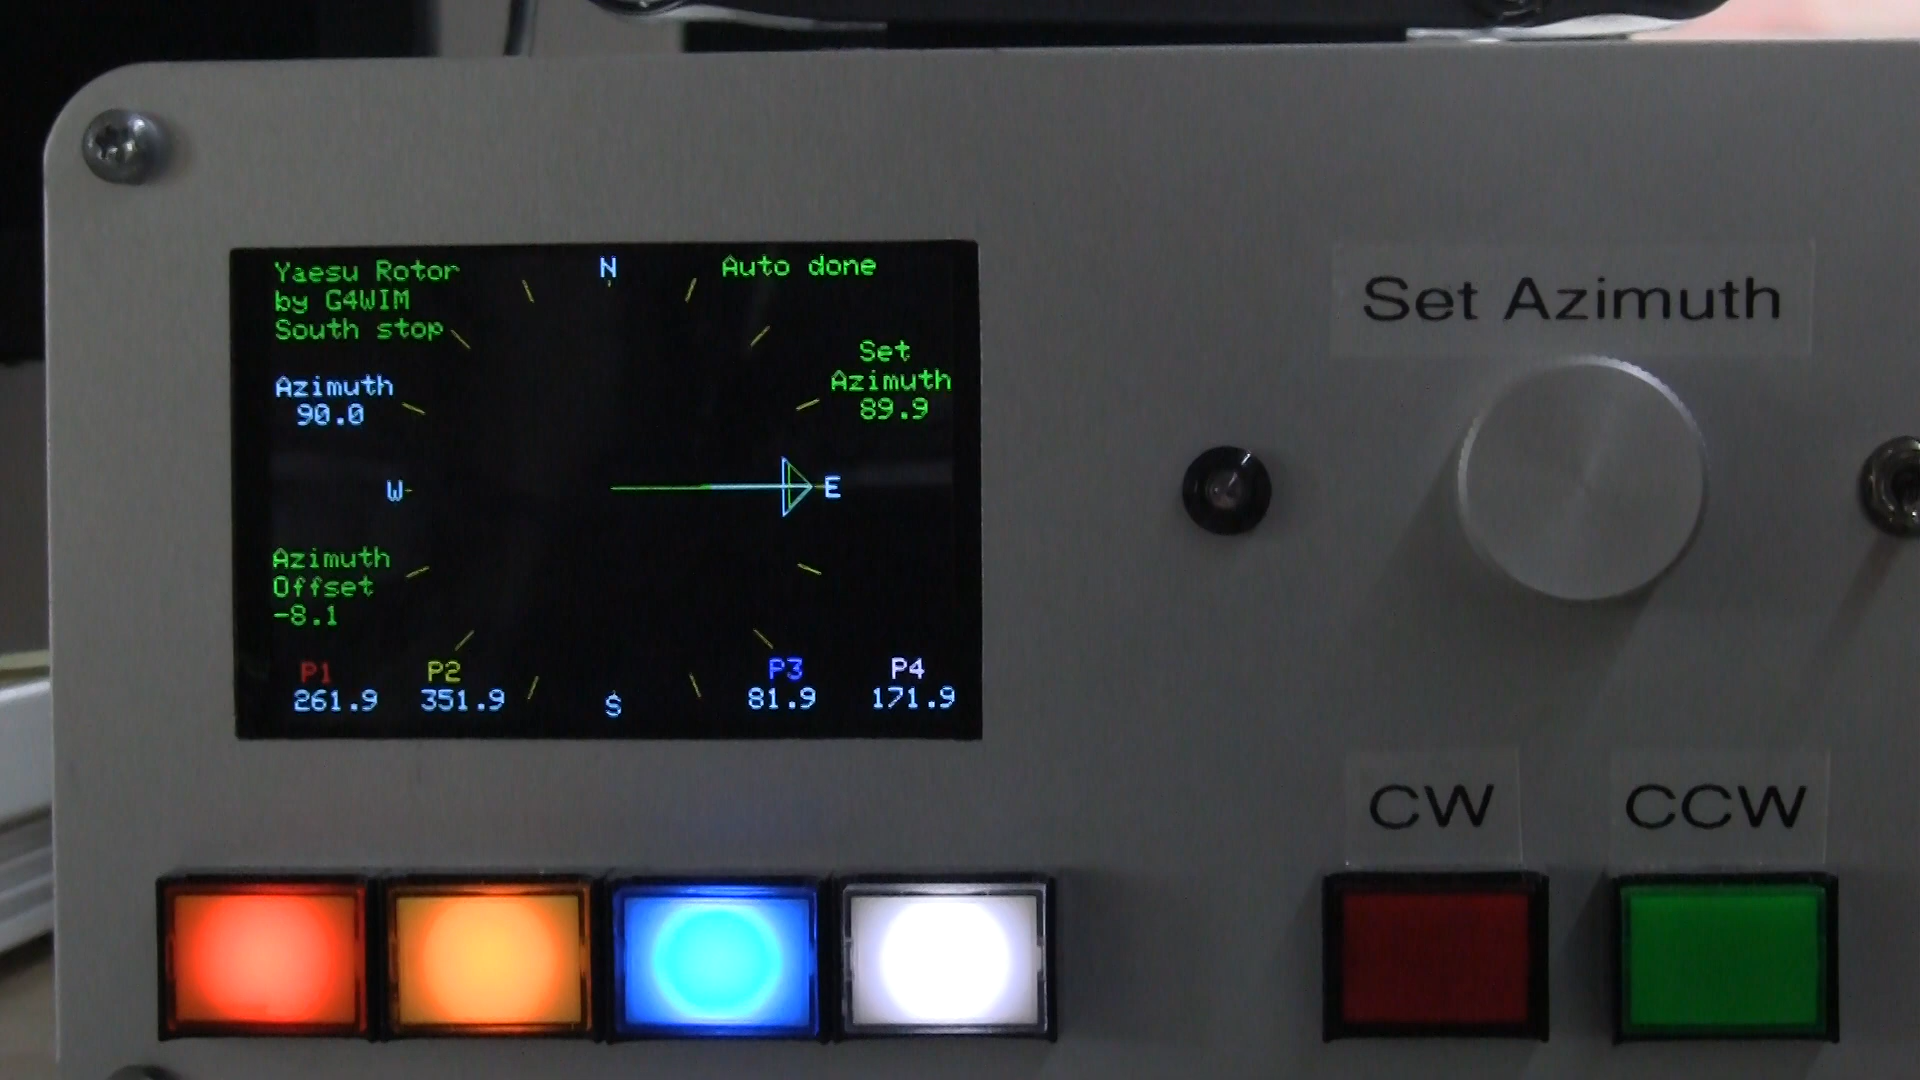 Yaesu Rotor
by G4WIM
South stop
N
Auto done
Set
Azimuth
89.9
Azimuth
90.0
W
E
Azimuth
Offset
-8.1
P1
261.9
P2
351.9
S
P3
81.9
P4
171.9
Set Azimuth
CW
CCW